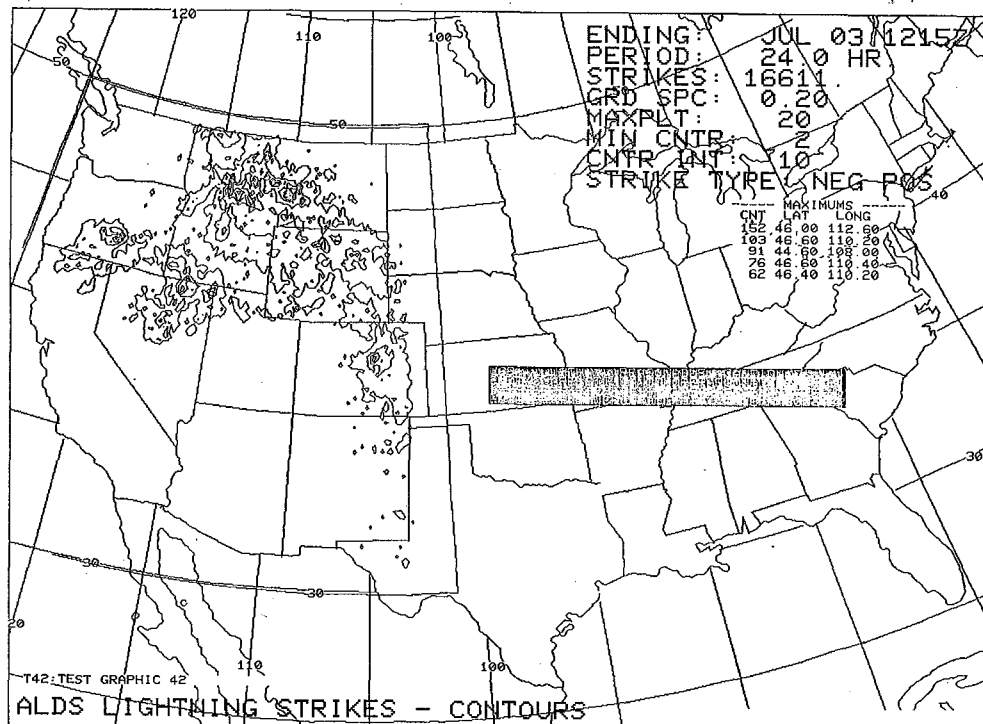 120
110
100
ENDING: JUL 03/1215Z
PERIOD: 24.0 HR
STRIKES: 16611.
GRD SPC: 0.20
MAXPLT: 20
MIN CNTR: 2
CNTR INT: 10
STRIKE TYPE: NEG POS
50
50
50
40
----- MAXIMUMS -----
CNT LAT LONG
152 46.00 112.60
103 46.60 110.20
91 44.60 108.00
76 46.60 110.40
62 46.40 110.20
30
30
30
20
110
100
T42:TEST GRAPHIC 42
ALDS LIGHTNING STRIKES - CONTOURS